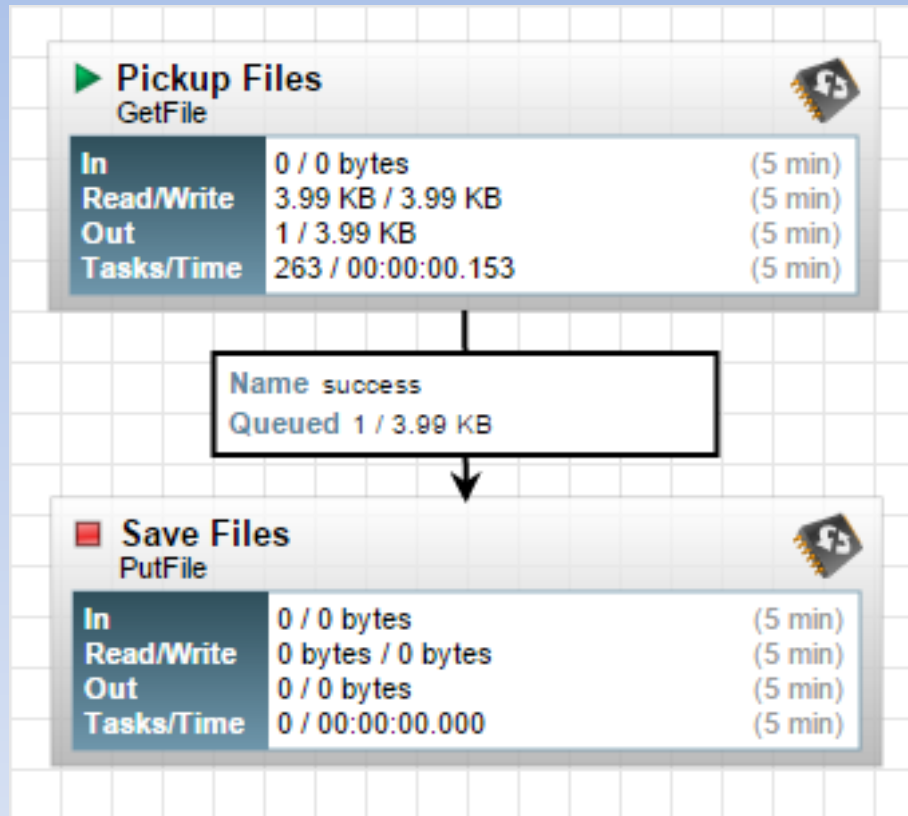 Pickup Files
GetFile
In 0 / 0 bytes (5 min)
Read/Write 3.99 KB / 3.99 KB (5 min)
Out 1 / 3.99 KB (5 min)
Tasks/Time 263 / 00:00:00.153 (5 min)
Name success
Queued 1 / 3.99 KB
Save Files
PutFile
In 0 / 0 bytes (5 min)
Read/Write 0 bytes / 0 bytes (5 min)
Out 0 / 0 bytes (5 min)
Tasks/Time 0 / 00:00:00.000 (5 min)